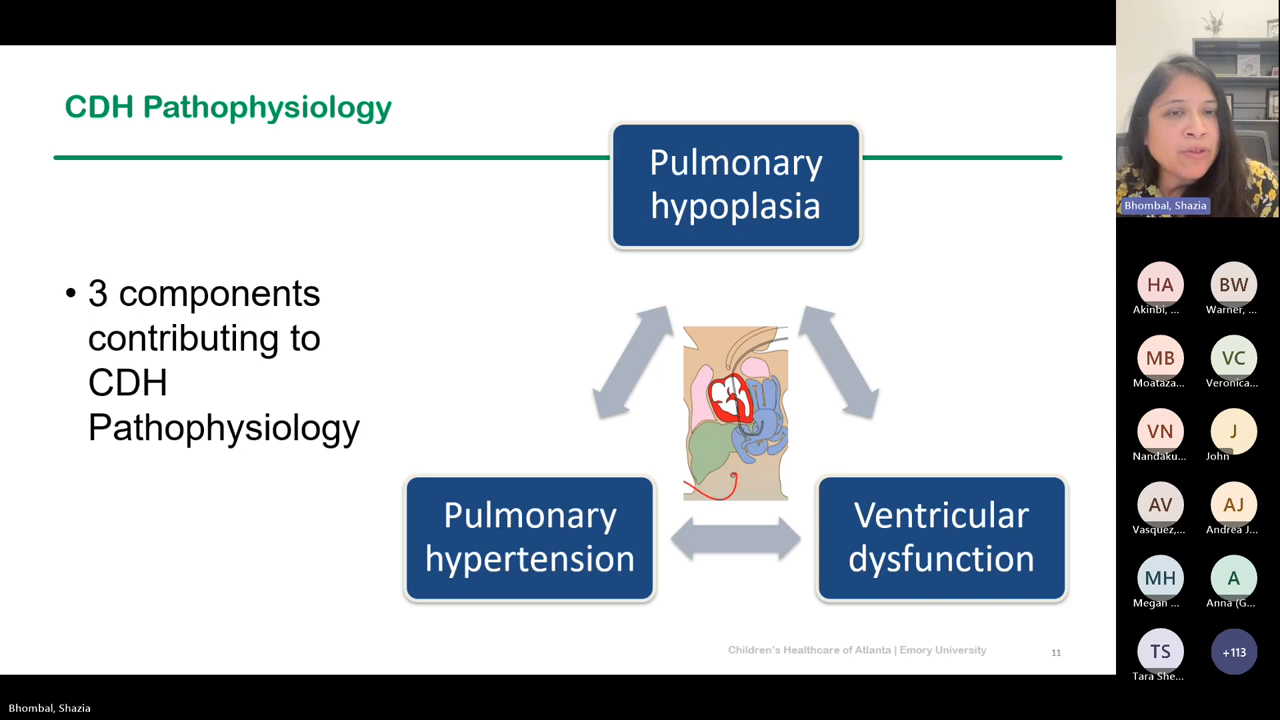 CDH Pathophysiology
Pulmonary
hypoplasia
• 3 components
contributing to
CDH
Pathophysiology
Pulmonary
hypertension
Ventricular
dysfunction
Children's Healthcare of Atlanta | Emory University
11
Bhombal, Shazia
HA
Akinbi, ...
BW
Warner, ...
MB
Moataza...
VC
Veronica...
VN
Nandaku...
J
John
AV
Vasquez,...
AJ
Andrea J...
MH
Megan ...
A
Anna (G...
TS
Tara She...
+113
Bhombal, Shazia